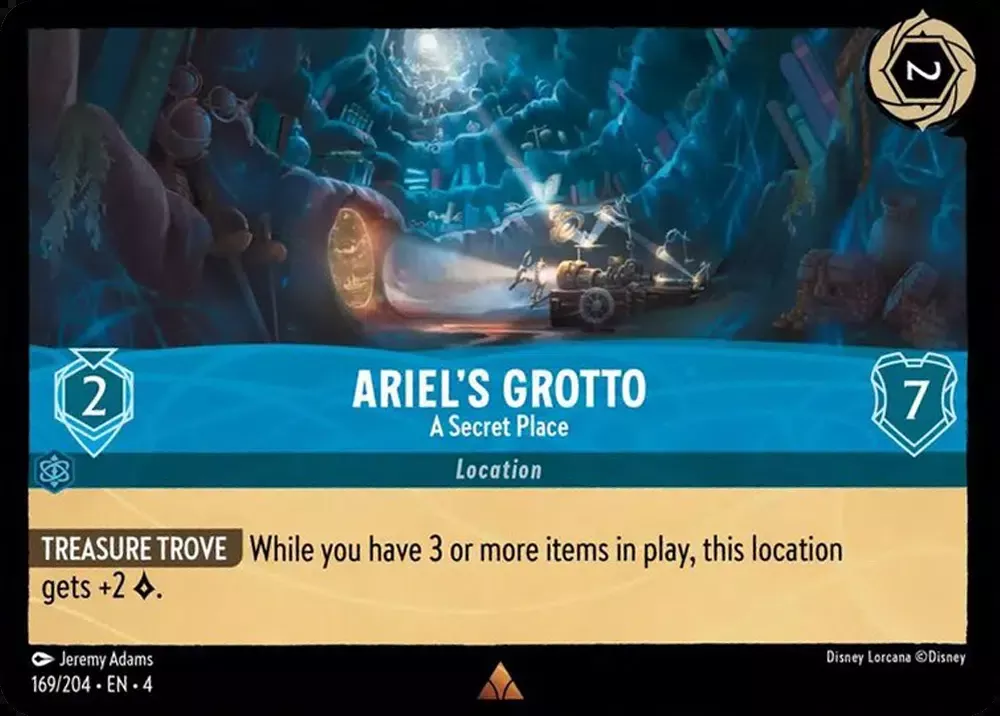 2
2
ARIEL'S GROTTO
A Secret Place
7
Location
TREASURE TROVE While you have 3 or more items in play, this location
gets +2 .
Jeremy Adams
Disney Lorcana ©Disney
169/204 • EN • 4